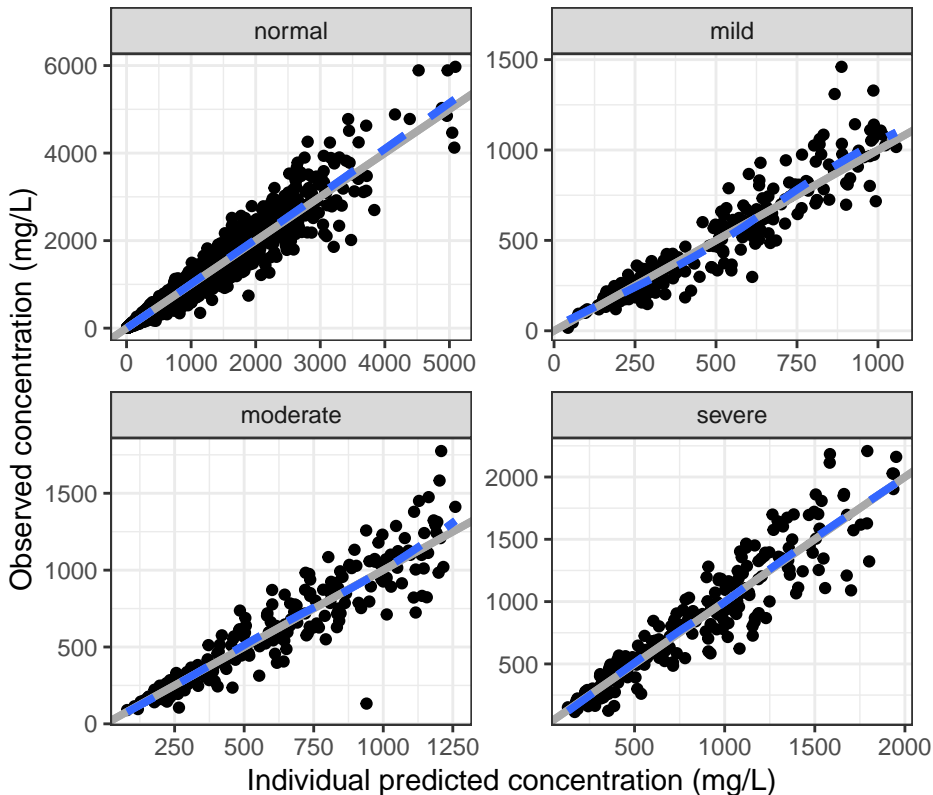 normal
mild
6000
4000
2000
0
0 1000 2000 3000 4000 5000
1500
1000
500
0
0 250 500 750 1000
moderate
severe
1500
1000
500
0
250 500 750 1000 1250
2000
1500
1000
500
500 1000 1500 2000
Observed concentration (mg/L)
Individual predicted concentration (mg/L)